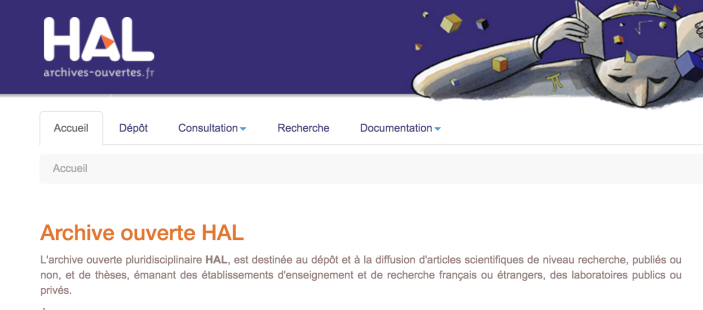 HAL
archives-ouvertes.fr
Accueil Dépôt Consultation Recherche Documentation
Accueil
Archive ouverte HAL
L'archive ouverte pluridisciplinaire HAL, est destinée au dépôt et à la diffusion d'articles scientifiques de niveau recherche, publiés ou
non, et de thèses, émanant des établissements d'enseignement et de recherche français ou étrangers, des laboratoires publics ou
privés.